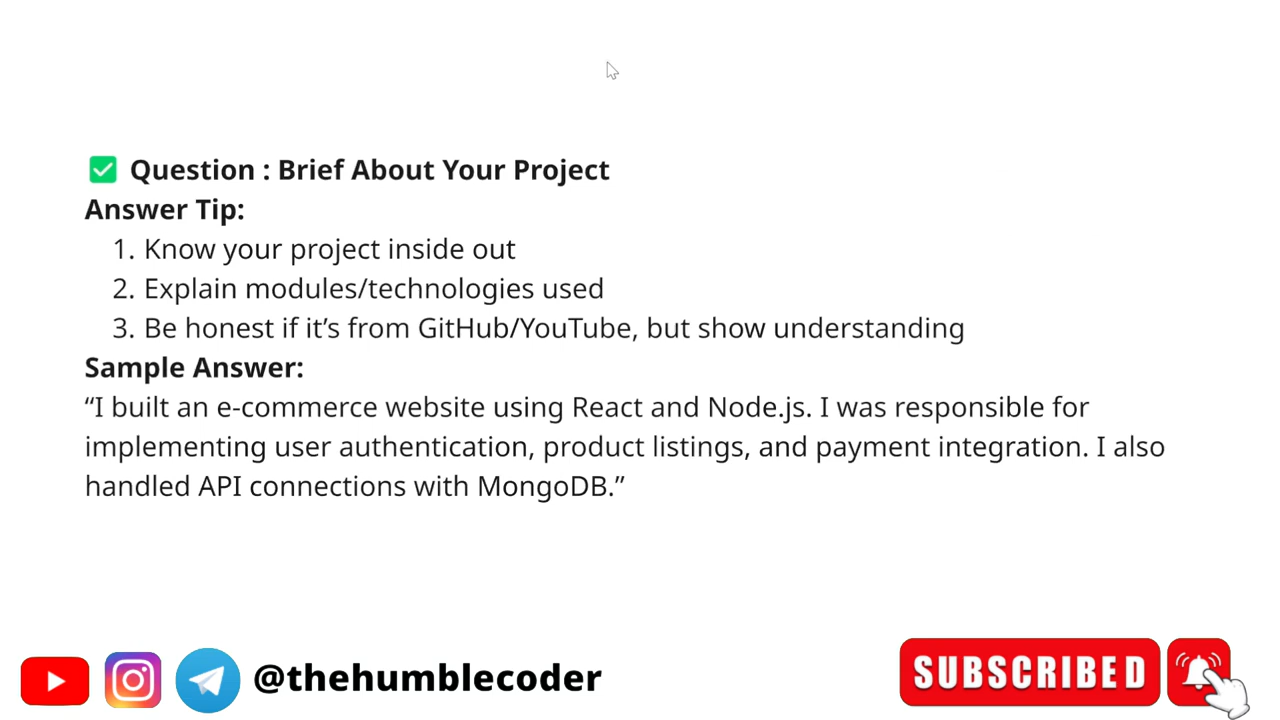 ✅ Question : Brief About Your Project
Answer Tip:
1. Know your project inside out
2. Explain modules/technologies used
3. Be honest if it’s from GitHub/YouTube, but show understanding
Sample Answer:
“I built an e-commerce website using React and Node.js. I was responsible for
implementing user authentication, product listings, and payment integration. I also
handled API connections with MongoDB.”
@thehumblecoder
SUBSCRIBED